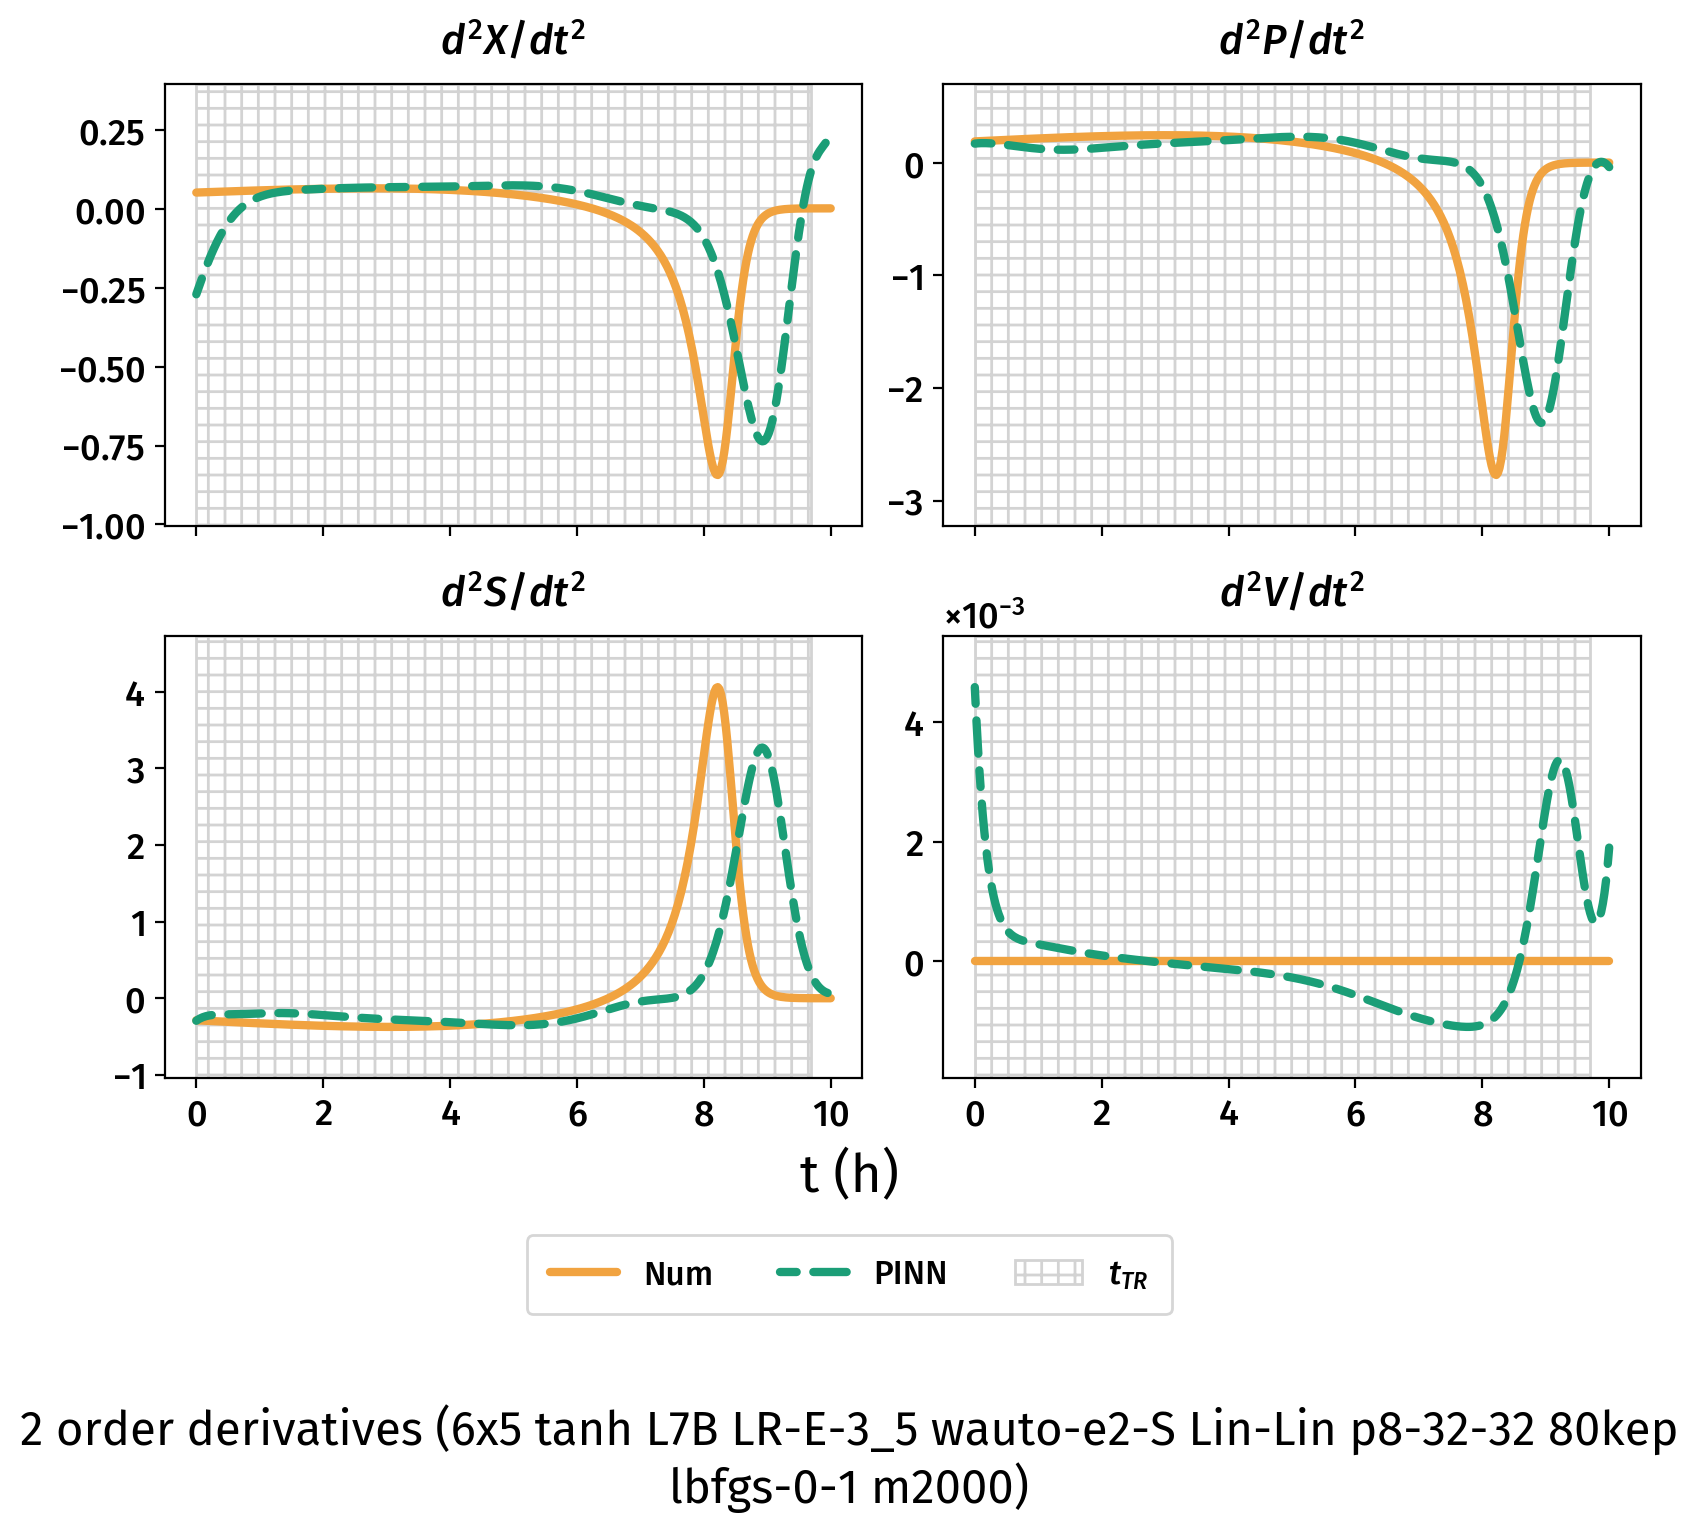 d²X/dt²
d²P/dt²
0.25
0.00
−0.25
−0.50
−0.75
−1.00
0
−1
−2
−3
d²S/dt²
d²V/dt²
×10⁻³
4
3
2
1
0
−1
4
2
0
0 2 4 6 8 10
0 2 4 6 8 10
t (h)
Num PINN t_TR
2 order derivatives (6x5 tanh L7B LR-E-3_5 wauto-e2-S Lin-Lin p8-32-32 80kep
lbfgs-0-1 m2000)